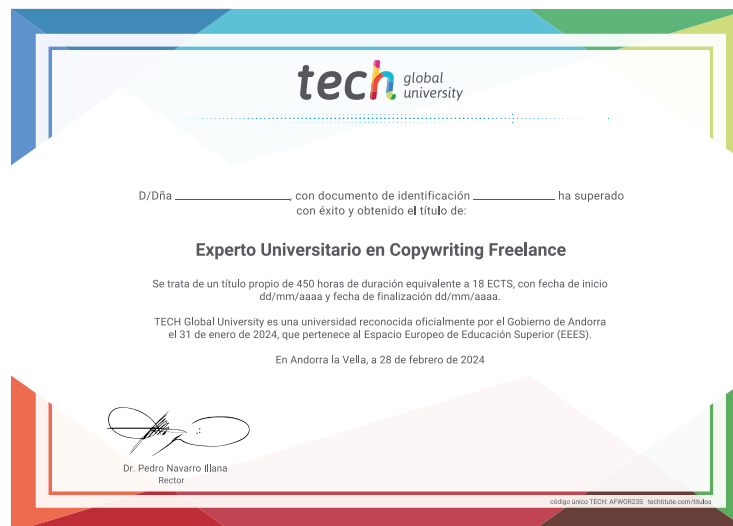 tech global
university
D/Dña ____________________, con documento de identificación ______________ ha superado
con éxito y obtenido el título de:
Experto Universitario en Copywriting Freelance
Se trata de un título propio de 450 horas de duración equivalente a 18 ECTS, con fecha de inicio
dd/mm/aaaa y fecha de finalización dd/mm/aaaa.
TECH Global University es una universidad reconocida oficialmente por el Gobierno de Andorra
el 31 de enero de 2024, que pertenece al Espacio Europeo de Educación Superior (EEES).
En Andorra la Vella, a 28 de febrero de 2024
Dr. Pedro Navarro Illana
Rector
código único TECH: AFWOR23S techtitute.com/titulos